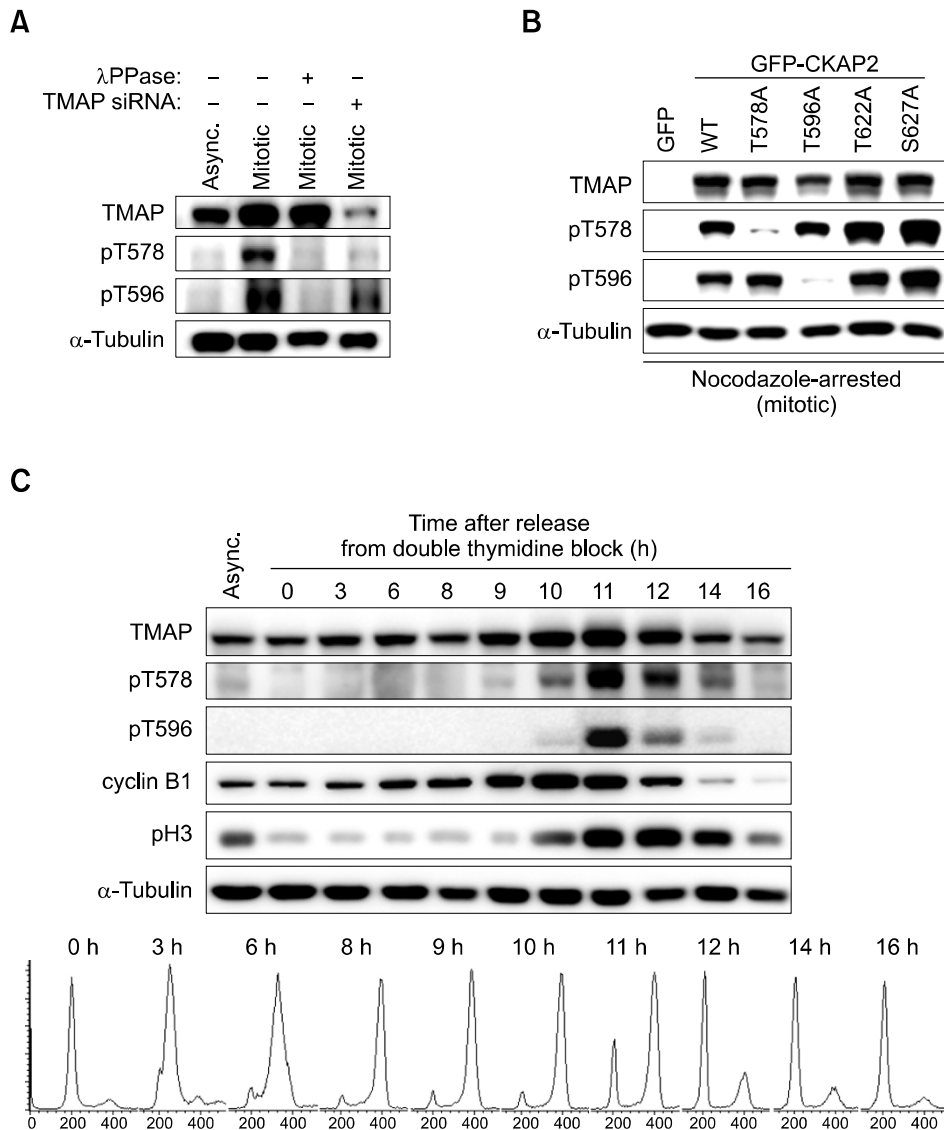 A
λPPase: – – + –
TMAP siRNA: – – – +
Async. Mitotic Mitotic Mitotic
TMAP
pT578
pT596
α-Tubulin
B
GFP-CKAP2
GFP WT T578A T596A T622A S627A
TMAP
pT578
pT596
α-Tubulin
Nocodazole-arrested
(mitotic)
C
Time after release
from double thymidine block (h)
Async. 0 3 6 8 9 10 11 12 14 16
TMAP
pT578
pT596
cyclin B1
pH3
α-Tubulin
0 h 3 h 6 h 8 h 9 h 10 h 11 h 12 h 14 h 16 h
0 200 400 200 400 200 400 200 400 200 400 200 400 200 400 200 400 200 400 200 400